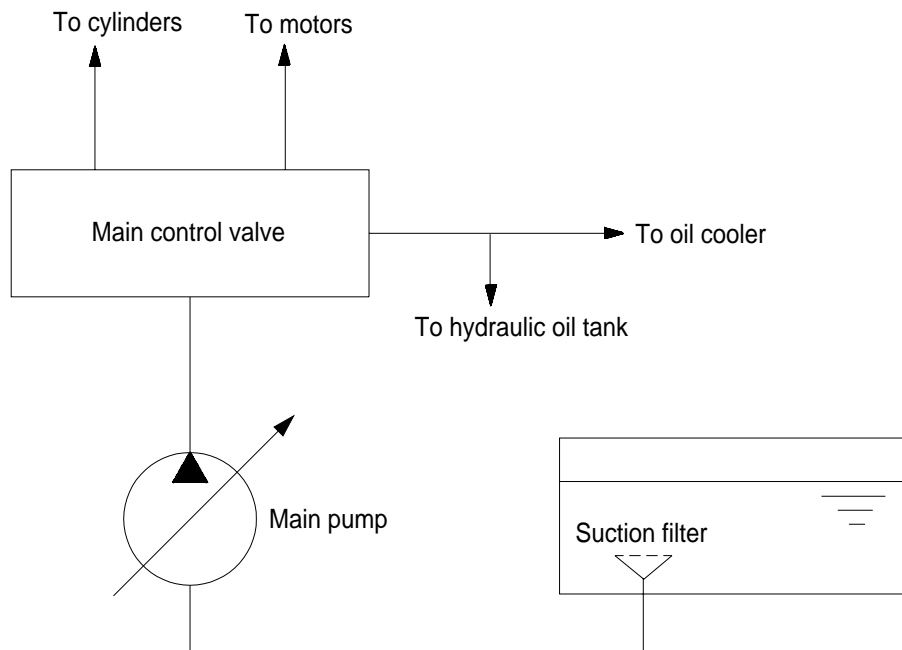 To cylinders
To motors
Main control valve
To oil cooler
To hydraulic oil tank
Main pump
Suction filter